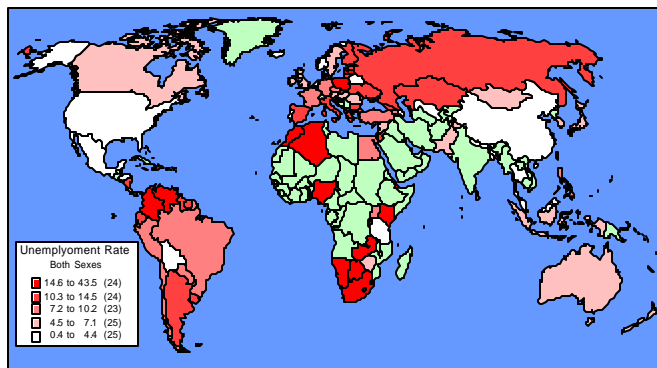 Unemplyoment Rate
Both Sexes
14.6 to 43.5 (24)
10.3 to 14.5 (24)
7.2 to 10.2 (23)
4.5 to 7.1 (25)
0.4 to 4.4 (25)